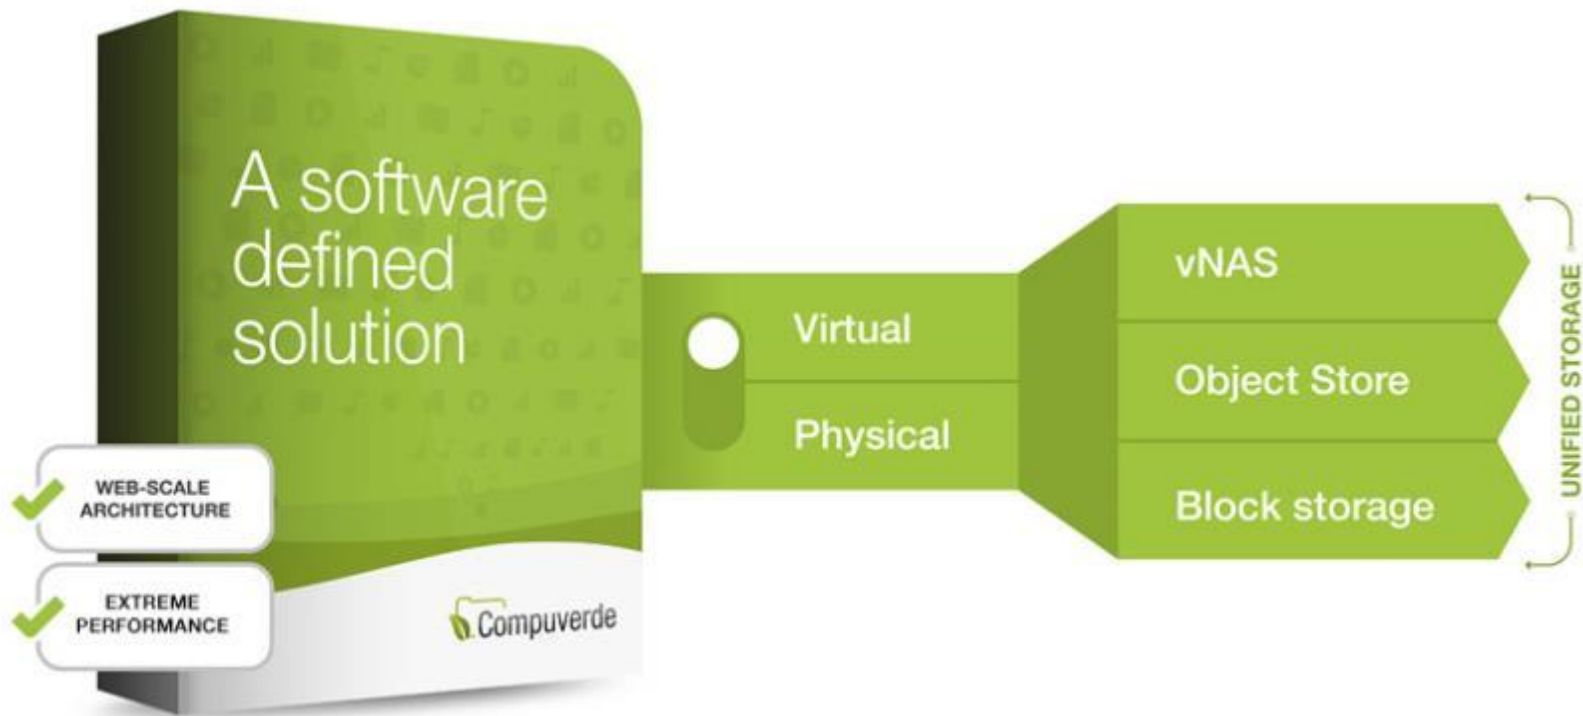 A software
defined
solution
WEB-SCALE
ARCHITECTURE
EXTREME
PERFORMANCE
Compuverde
Virtual
Physical
vNAS
Object Store
Block storage
UNIFIED STORAGE